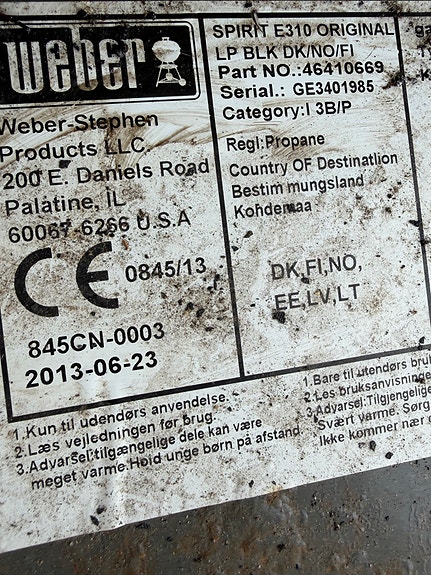 weber
Weber-Stephen
Products LLC.
200 E. Daniels Road
Palatine, IL
60067-6266 U.S.A
CE 0845/13
845CN-0003
2013-06-23
SPIRIT E310 ORIGINAL
LP BLK DK/NO/FI
Part NO.:46410669
Serial.: GE3401985
Category:I 3B/P
Regl:Propane
Country Of Destination
Bestim mungsland
Kohdemaa
DK,FI,NO,
EE,LV,LT
1.Kun til udendørs anvendelse.
2.Læs vejledningen før brug.
3.Advarsel:tilgængelige dele kan være
meget varme.Hold unge børn på afstand.
1.Bare til utendørs bruk
2.Les bruksanvisninge
3.Advarsel:Tilgjengelige
Svært varme. Sørg
Ikke kommer nær